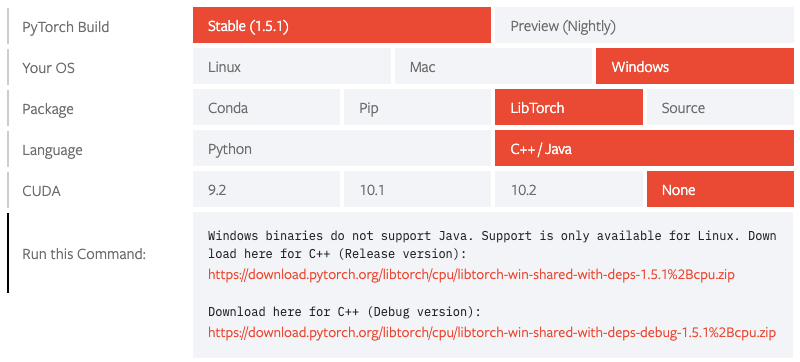 PyTorch Build
Stable (1.5.1)
Preview (Nightly)
Your OS
Linux
Mac
Windows
Package
Conda
Pip
LibTorch
Source
Language
Python
C++ / Java
CUDA
9.2
10.1
10.2
None
Run this Command:
Windows binaries do not support Java. Support is only available for Linux. Down
load here for C++ (Release version):
https://download.pytorch.org/libtorch/cpu/libtorch-win-shared-with-deps-1.5.1%2Bcpu.zip
Download here for C++ (Debug version):
https://download.pytorch.org/libtorch/cpu/libtorch-win-shared-with-deps-debug-1.5.1%2Bcpu.zip